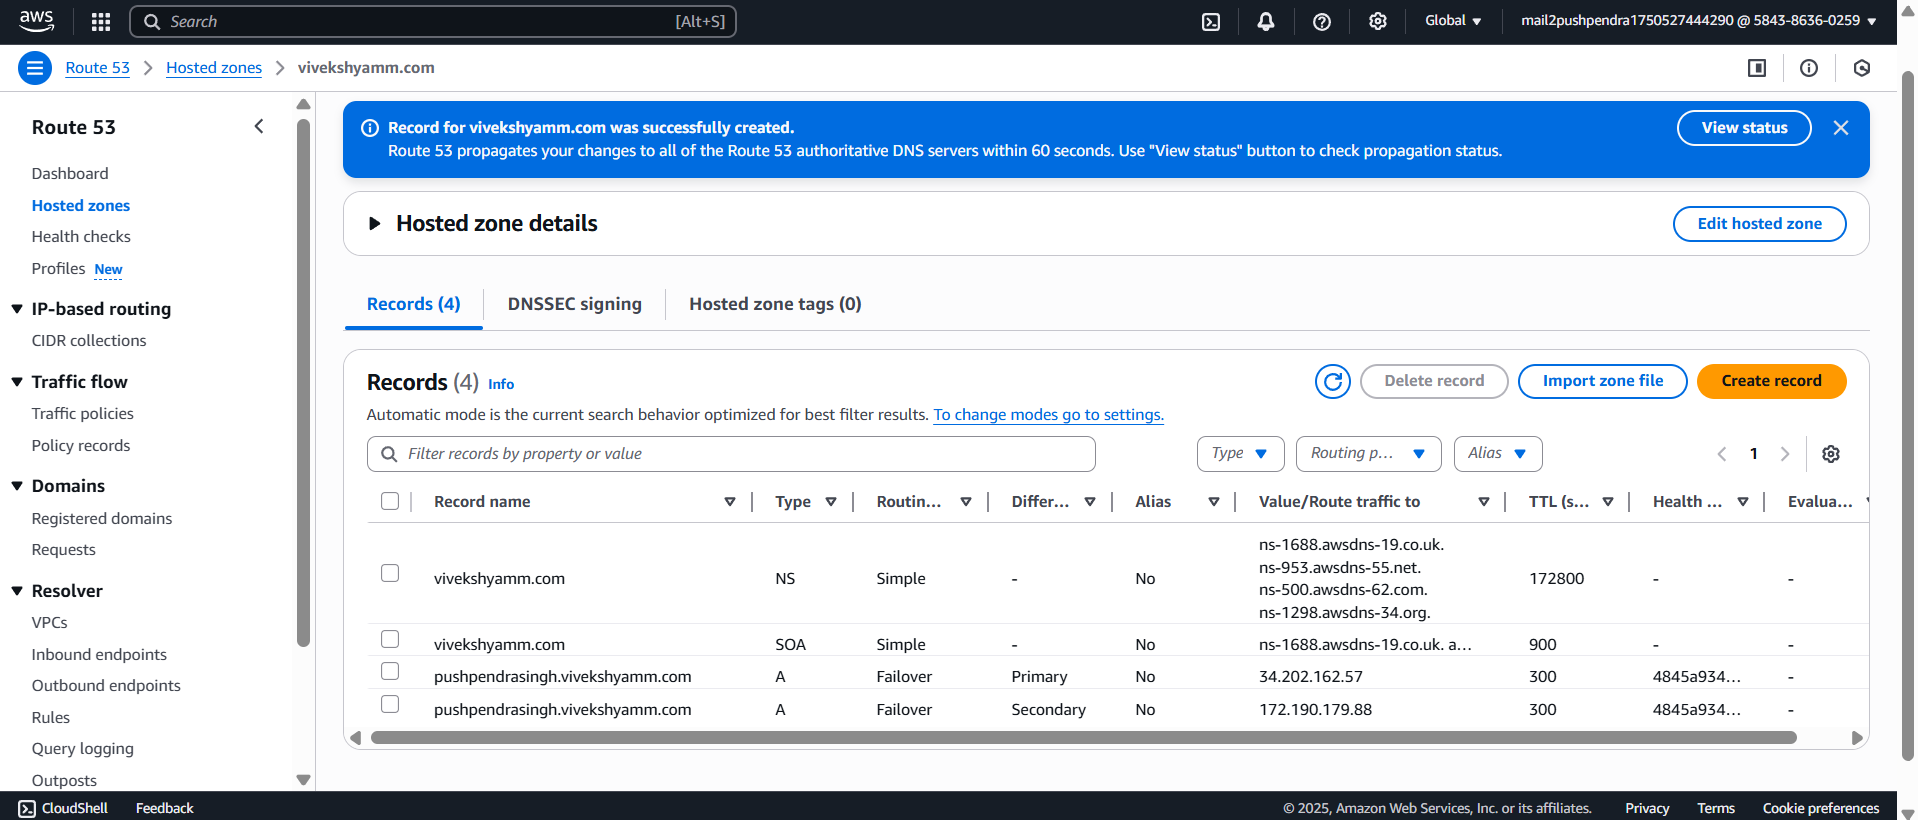 aws
Search [Alt+S]
Global
mail2pushpendra1750527444290 @ 5843-8636-0259
Route 53 > Hosted zones > vivekshyamm.com
Route 53
Dashboard
Hosted zones
Health checks
Profiles New
IP-based routing
CIDR collections
Traffic flow
Traffic policies
Policy records
Domains
Registered domains
Requests
Resolver
VPCs
Inbound endpoints
Outbound endpoints
Rules
Query logging
Outposts
Record for vivekshyamm.com was successfully created.
Route 53 propagates your changes to all of the Route 53 authoritative DNS servers within 60 seconds. Use "View status" button to check propagation status.
View status
Hosted zone details
Edit hosted zone
Records (4) DNSSEC signing Hosted zone tags (0)
Records (4) Info
Delete record Import zone file Create record
Automatic mode is the current search behavior optimized for best filter results. To change modes go to settings.
Filter records by property or value
Type Routing p... Alias
1
Record name Type Routin... Differ... Alias Value/Route traffic to TTL (s... Health ... Evalua...
vivekshyamm.com NS Simple - No ns-1688.awsdns-19.co.uk.
ns-953.awsdns-55.net.
ns-500.awsdns-62.com.
ns-1298.awsdns-34.org.
172800 - -
vivekshyamm.com SOA Simple - No ns-1688.awsdns-19.co.uk. a... 900 - -
pushpendrasingh.vivekshyamm.com A Failover Primary No 34.202.162.57 300 4845a934... -
pushpendrasingh.vivekshyamm.com A Failover Secondary No 172.190.179.88 300 4845a934... -
CloudShell Feedback
© 2025, Amazon Web Services, Inc. or its affiliates. Privacy Terms Cookie preferences